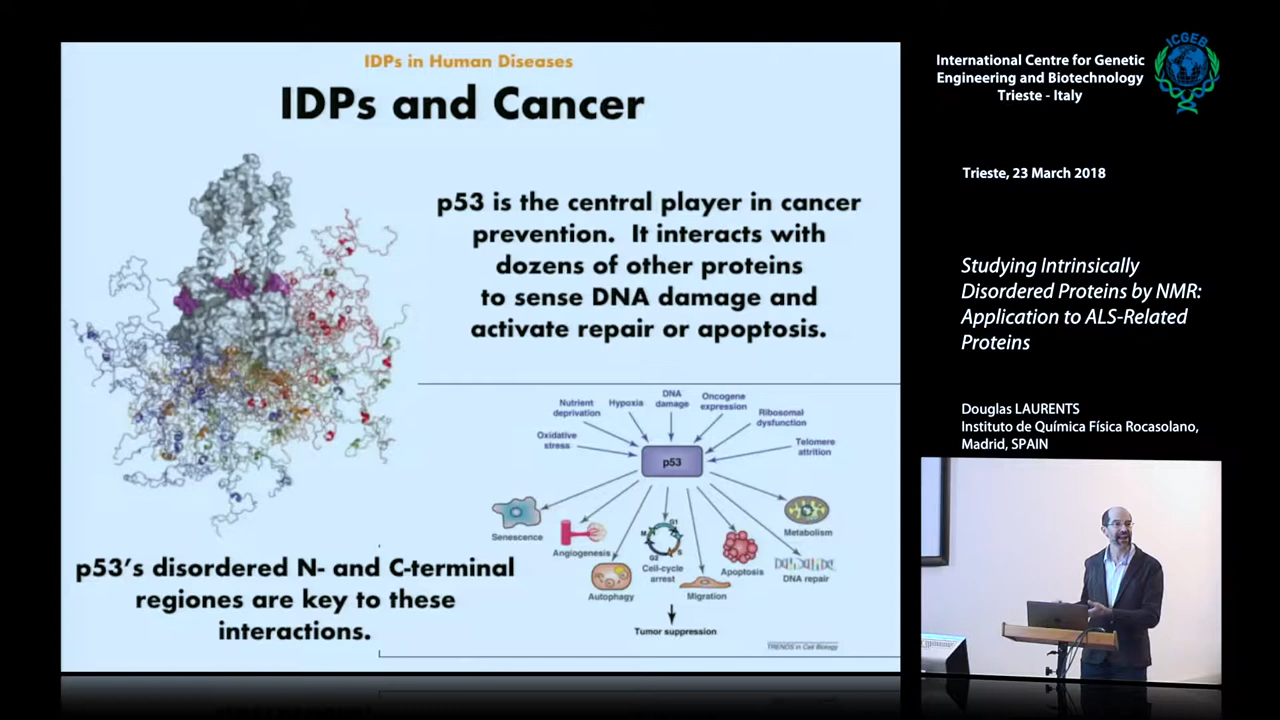 IDPs in Human Diseases
IDPs and Cancer
p53 is the central player in cancer
prevention. It interacts with
dozens of other proteins
to sense DNA damage and
activate repair or apoptosis.
Nutrient
deprivation
Hypoxia
DNA
damage
Oncogene
expression
Ribosomal
dysfunction
Oxidative
stress
Telomere
attrition
p53
Senescence
Angiogenesis
Autophagy
G1
M
S
G2
Cell-cycle
arrest
Migration
Apoptosis
DNA repair
Metabolism
Tumor suppression
TRENDS in Cell Biology
p53's disordered N- and C-terminal
regiones are key to these
interactions.
ICGEB
International Centre for Genetic
Engineering and Biotechnology
Trieste - Italy
Trieste, 23 March 2018
Studying Intrinsically
Disordered Proteins by NMR:
Application to ALS-Related
Proteins
Douglas LAURENTS
Instituto de Química Física Rocasolano,
Madrid, SPAIN